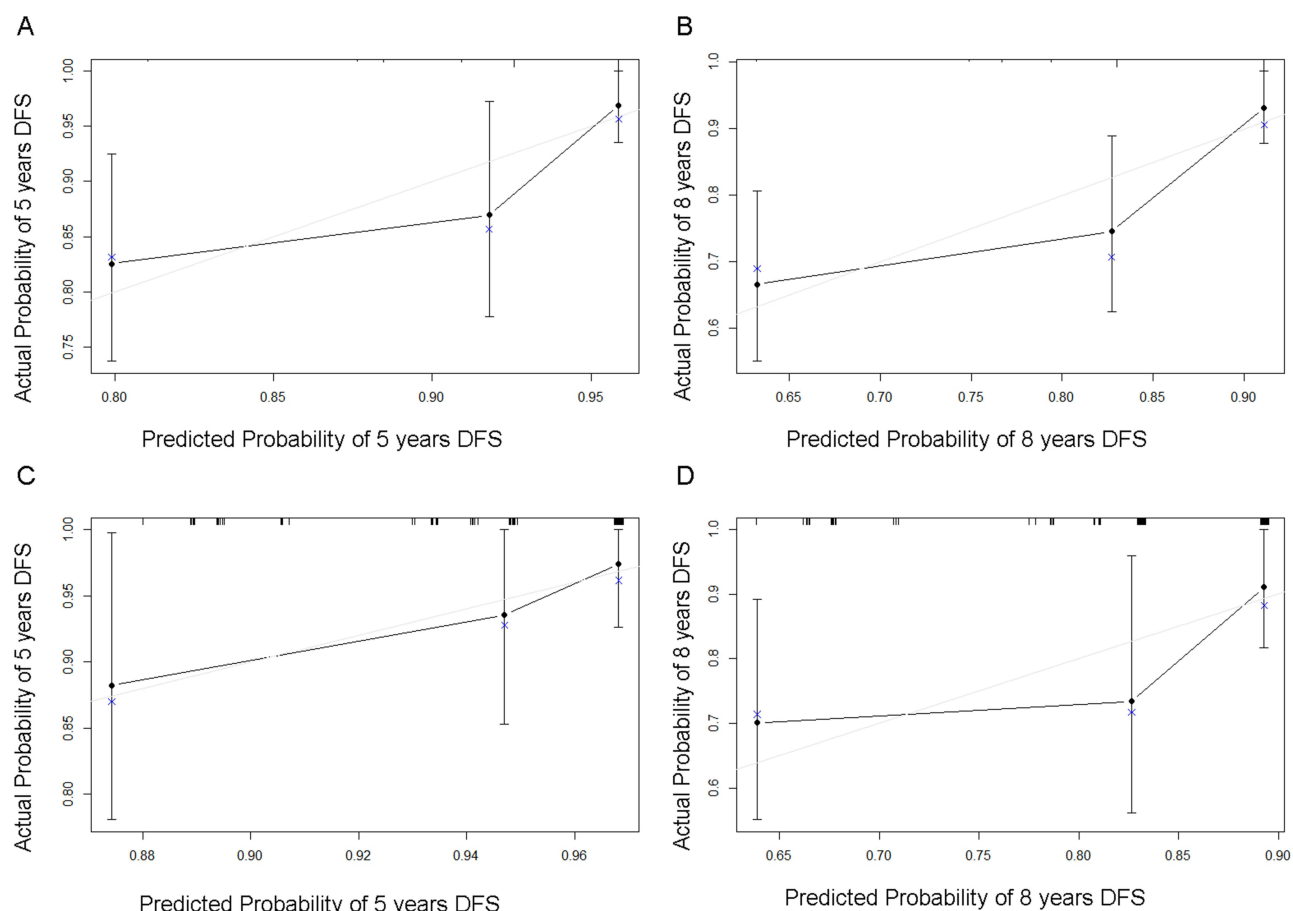 A
Actual Probability of 5 years DFS
1.00
0.95
0.90
0.85
0.80
0.75
0.80 0.85 0.90 0.95
Predicted Probability of 5 years DFS
B
Actual Probability of 8 years DFS
1.0
0.9
0.8
0.7
0.6
0.65 0.70 0.75 0.80 0.85 0.90
Predicted Probability of 8 years DFS
C
Actual Probability of 5 years DFS
1.00
0.95
0.90
0.85
0.80
0.88 0.90 0.92 0.94 0.96
Predicted Probability of 5 years DFS
D
Actual Probability of 8 years DFS
1.0
0.9
0.8
0.7
0.6
0.65 0.70 0.75 0.80 0.85 0.90
Predicted Probability of 8 years DFS